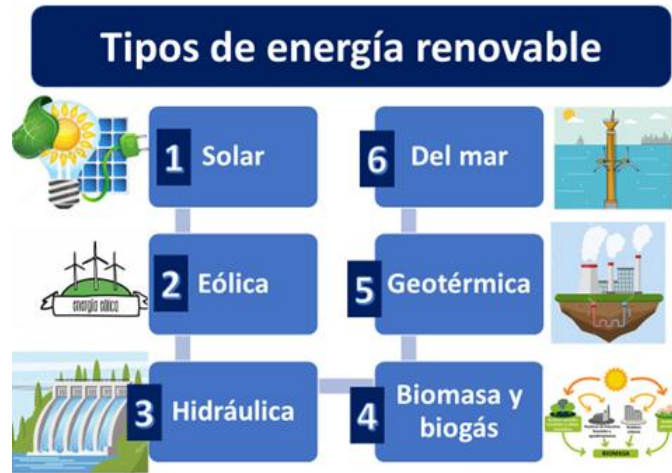 Tipos de energía renovable
1
Solar
2
Eólica
energía eólica
3
Hidráulica
4
Biomasa y
biogás
BIOMASA
5
Geotérmica
6
Del mar